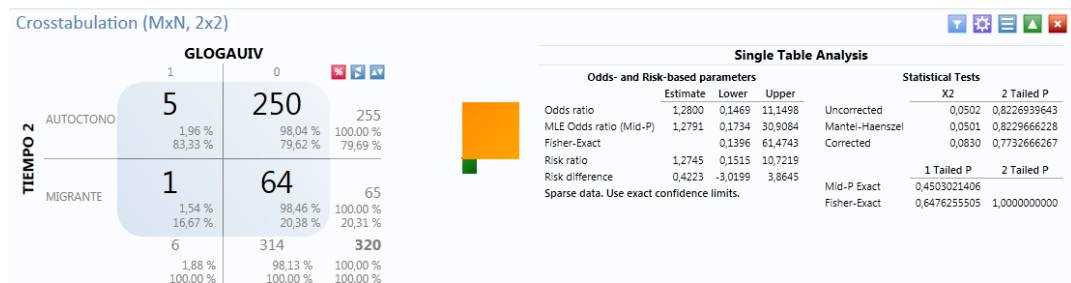 Crosstabulation (MxN, 2x2)
GLOGAUIV
1 0
%
TIEMPO 2
AUTOCTONO 5 250 255
1,96 % 98,04 % 100.00 %
83,33 % 79,62 % 79,69 %
MIGRANTE 1 64 65
1,54 % 98,46 % 100.00 %
16,67 % 20,38 % 20,31 %
6 314 320
1,88 % 98,13 % 100,00 %
100.00 % 100.00 % 100.00 %
Single Table Analysis
Odds- and Risk-based parameters
Estimate Lower Upper
Odds ratio 1,2800 0,1469 11,1498
MLE Odds ratio (Mid-P) 1,2791 0,1734 30,9084
Fisher-Exact 0,1396 61,4743
Risk ratio 1,2745 0,1515 10,7219
Risk difference 0,4223 -3,0199 3,8645
Sparse data. Use exact confidence limits.
Statistical Tests
X2 2 Tailed P
Uncorrected 0,0502 0,8226939643
Mantel-Haenszel 0,0501 0,8229666228
Corrected 0,0830 0,7732666267
1 Tailed P 2 Tailed P
Mid-P Exact 0,4503021406
Fisher-Exact 0,6476255505 1,0000000000